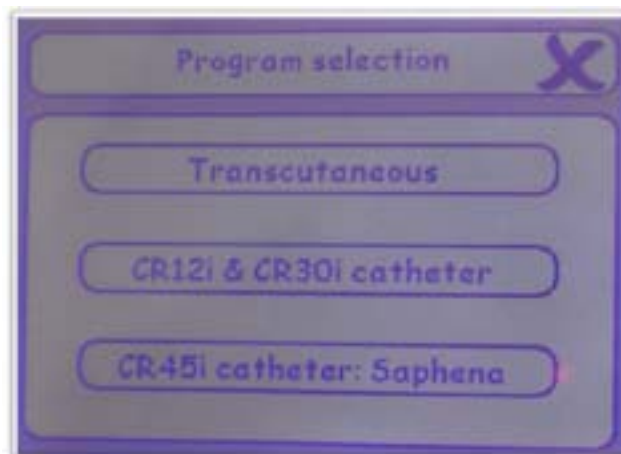 Program selection
Transcutaneous
CR12i & CR30i catheter
CR45i catheter: Saphena